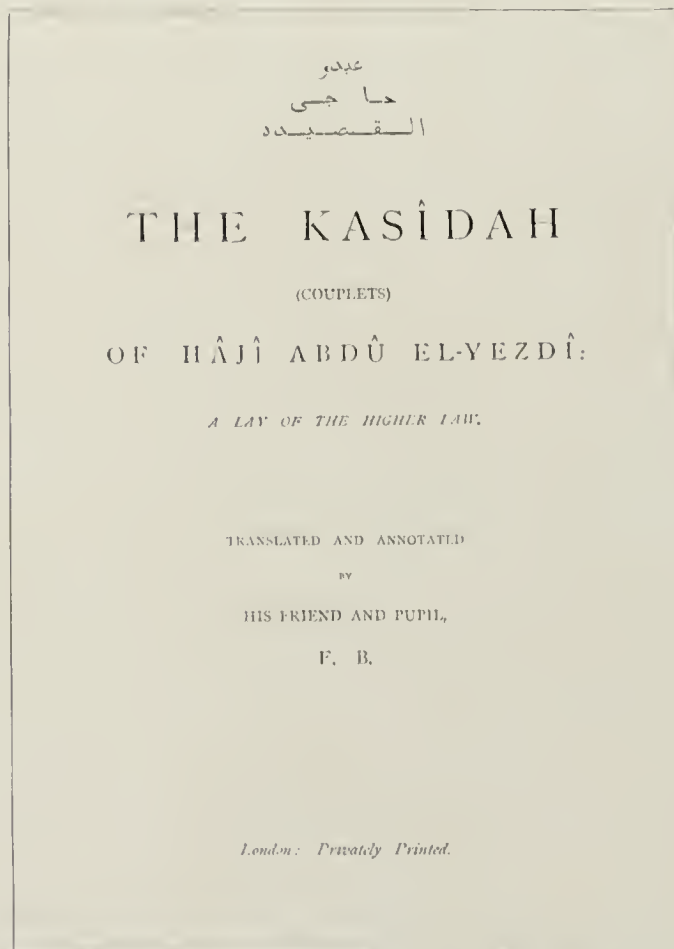 عبدو
حاجى
القصيدد
THE KASÎDAH
(COUPLETS)
OF HÂJÎ ABDÛ EL-YEZDÎ:
A LAY OF THE HIGHER LAW.
TRANSLATED AND ANNOTATED
BY
HIS FRIEND AND PUPIL,
F. B.
London: Privately Printed.